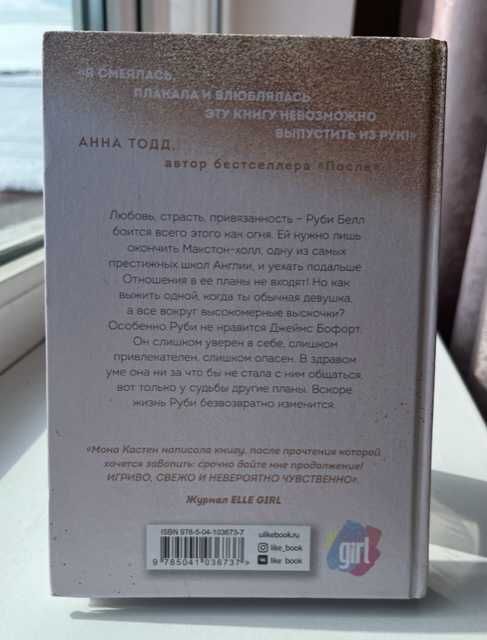 «Я СМЕЯЛАСЬ,
ПЛАКАЛА И ВЛЮБЛЯЛАСЬ.
ЭТУ КНИГУ НЕВОЗМОЖНО
ВЫПУСТИТЬ ИЗ РУК!»
АННА ТОДД,
автор бестселлера «После»
Любовь, страсть, привязанность – Руби Белл
боится всего этого как огня. Ей нужно лишь
окончить Макстон-холл, одну из самых
престижных школ Англии, и уехать подальше.
Отношения в ее планы не входят! Но как
выжить одной, когда ты обычная девушка,
а все вокруг высокомерные выскочки?
Особенно Руби не нравится Джеймс Бофорт.
Он слишком уверен в себе, слишком
привлекателен, слишком опасен. В здравом
уме она ни за что бы не стала с ним общаться,
вот только у судьбы другие планы. Вскоре
жизнь Руби безвозвратно изменится.
«Мона Кастен написала книгу, после прочтения которой
хочется завопить: срочно дайте мне продолжение!
ИГРИВО, СВЕЖО И НЕВЕРОЯТНО ЧУВСТВЕННО».
Журнал ELLE GIRL
ISBN 978-5-04-103673-7
9 785041 036737 >
ulikebook.ru
like_book
like_book
girl